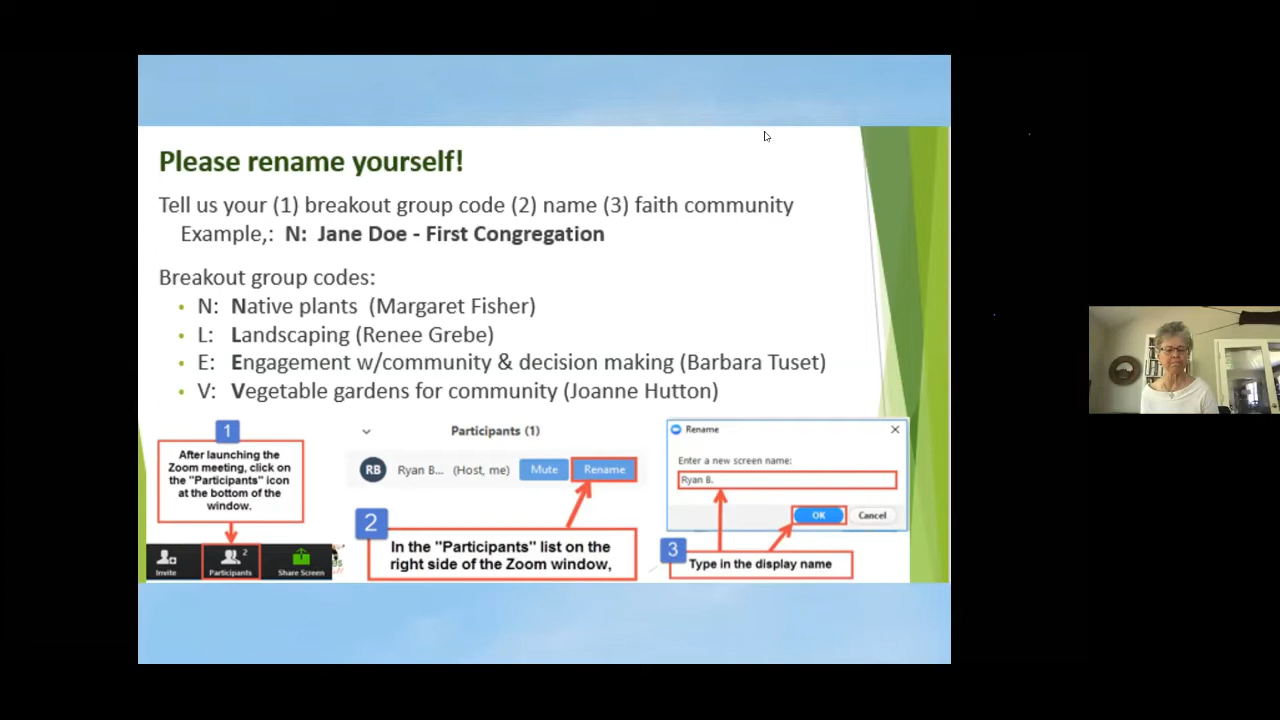 Please rename yourself!
Tell us your (1) breakout group code (2) name (3) faith community
Example,: N: Jane Doe - First Congregation
Breakout group codes:
• N: Native plants (Margaret Fisher)
• L: Landscaping (Renee Grebe)
• E: Engagement w/community & decision making (Barbara Tuset)
• V: Vegetable gardens for community (Joanne Hutton)
1
After launching the
Zoom meeting, click on
the "Participants" icon
at the bottom of the
window.
2
Invite
Participants
Share Screen
Participants (1)
RB Ryan B... (Host, me) Mute Rename
2
In the "Participants" list on the
right side of the Zoom window,
Rename
Enter a new screen name:
Ryan B.
OK Cancel
3
Type in the display name